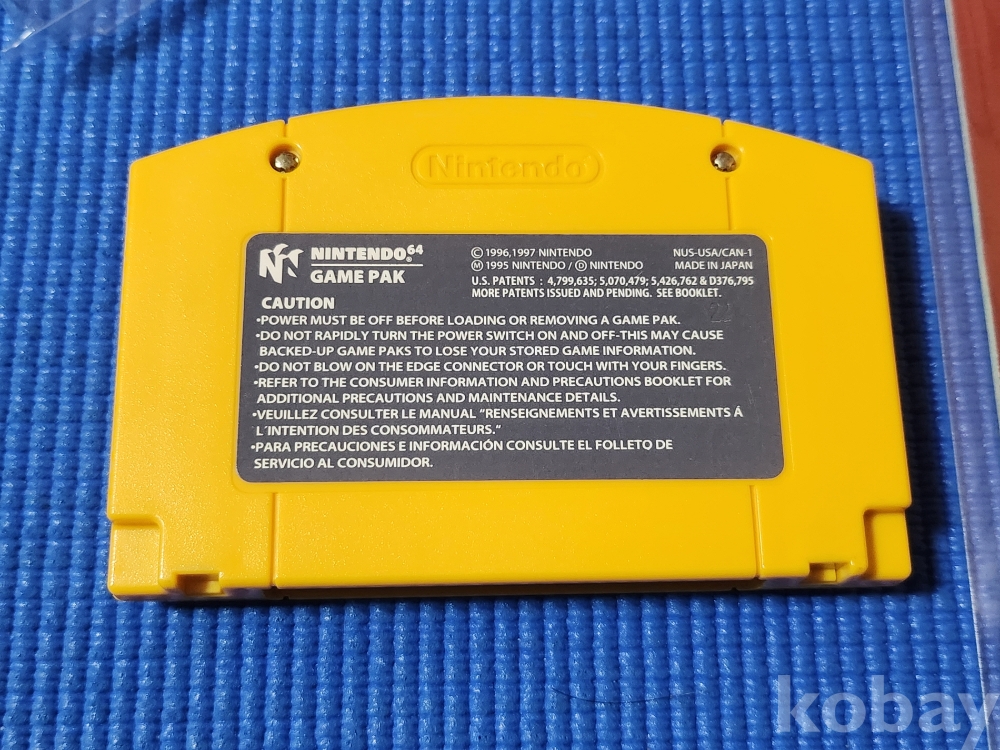 Nintendo
NINTENDO 64
GAME PAK
© 1996,1997 NINTENDO
Ⓜ 1995 NINTENDO / Ⓓ NINTENDO
NUS-USA/CAN-1
MADE IN JAPAN
U.S. PATENTS : 4,799,635; 5,070,479; 5,426,762 & D376,795
MORE PATENTS ISSUED AND PENDING. SEE BOOKLET.
CAUTION
•POWER MUST BE OFF BEFORE LOADING OR REMOVING A GAME PAK.
•DO NOT RAPIDLY TURN THE POWER SWITCH ON AND OFF-THIS MAY CAUSE
BACKED-UP GAME PAKS TO LOSE YOUR STORED GAME INFORMATION.
•DO NOT BLOW ON THE EDGE CONNECTOR OR TOUCH WITH YOUR FINGERS.
•REFER TO THE CONSUMER INFORMATION AND PRECAUTIONS BOOKLET FOR
ADDITIONAL PRECAUTIONS AND MAINTENANCE DETAILS.
•VEUILLEZ CONSULTER LE MANUAL "RENSEIGNEMENTS ET AVERTISSEMENTS Á
L'INTENTION DES CONSOMMATEURS."
•PARA PRECAUCIONES E INFORMACIÓN CONSULTE EL FOLLETO DE
SERVICIO AL CONSUMIDOR.
kobay